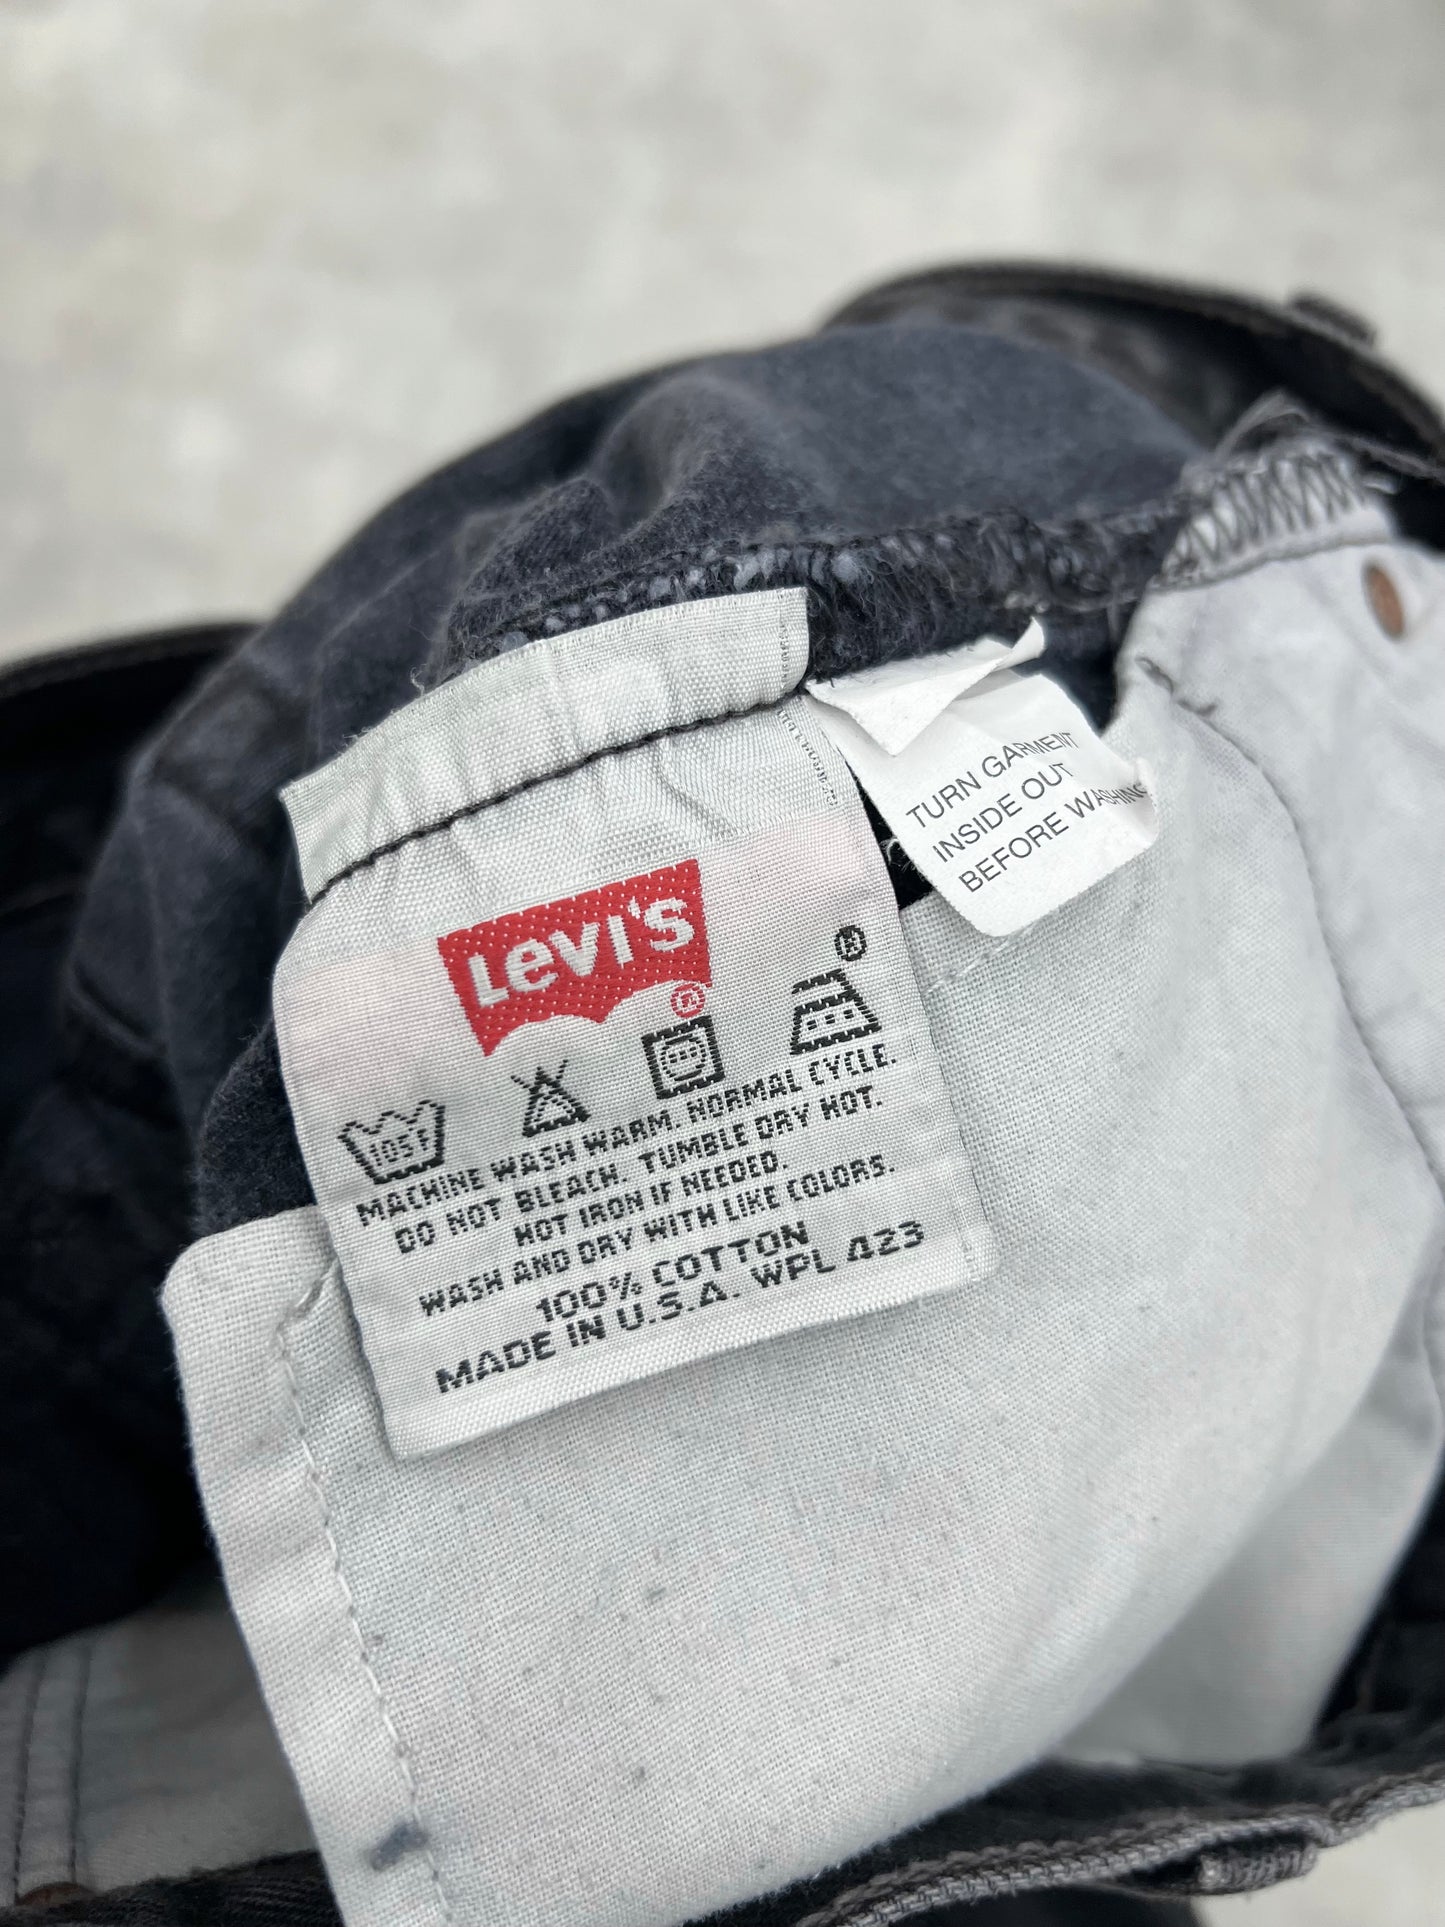 Levi's ®
®
105F
MACHINE WASH WARM. NORMAL CYCLE.
DO NOT BLEACH. TUMBLE DRY HOT.
HOT IRON IF NEEDED.
WASH AND DRY WITH LIKE COLORS.
100% COTTON
MADE IN U.S.A. WPL 423
TURN GARMENT
INSIDE OUT
BEFORE WASHING